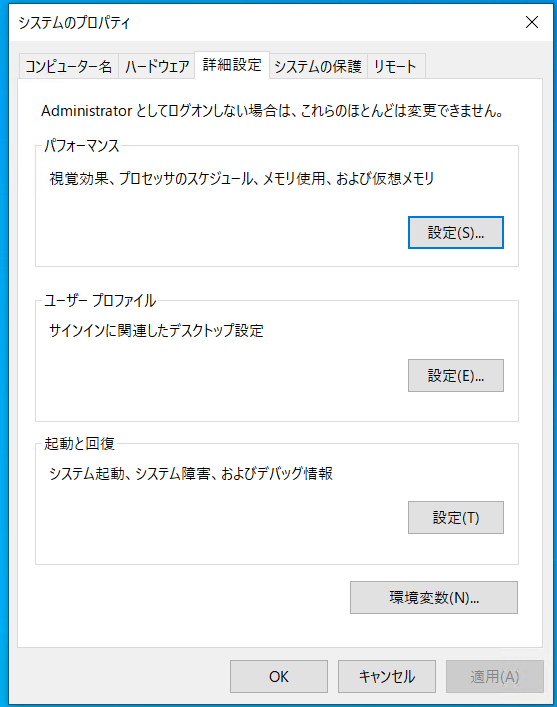 システムのプロパティ
コンピューター名 ハードウェア 詳細設定 システムの保護 リモート
Administrator としてログオンしない場合は、これらのほとんどは変更できません。
パフォーマンス
視覚効果、プロセッサのスケジュール、メモリ使用、および仮想メモリ
設定(S)...
ユーザー プロファイル
サインインに関連したデスクトップ設定
設定(E)...
起動と回復
システム起動、システム障害、およびデバッグ情報
設定(T)
環境変数(N)...
OK キャンセル 適用(A)